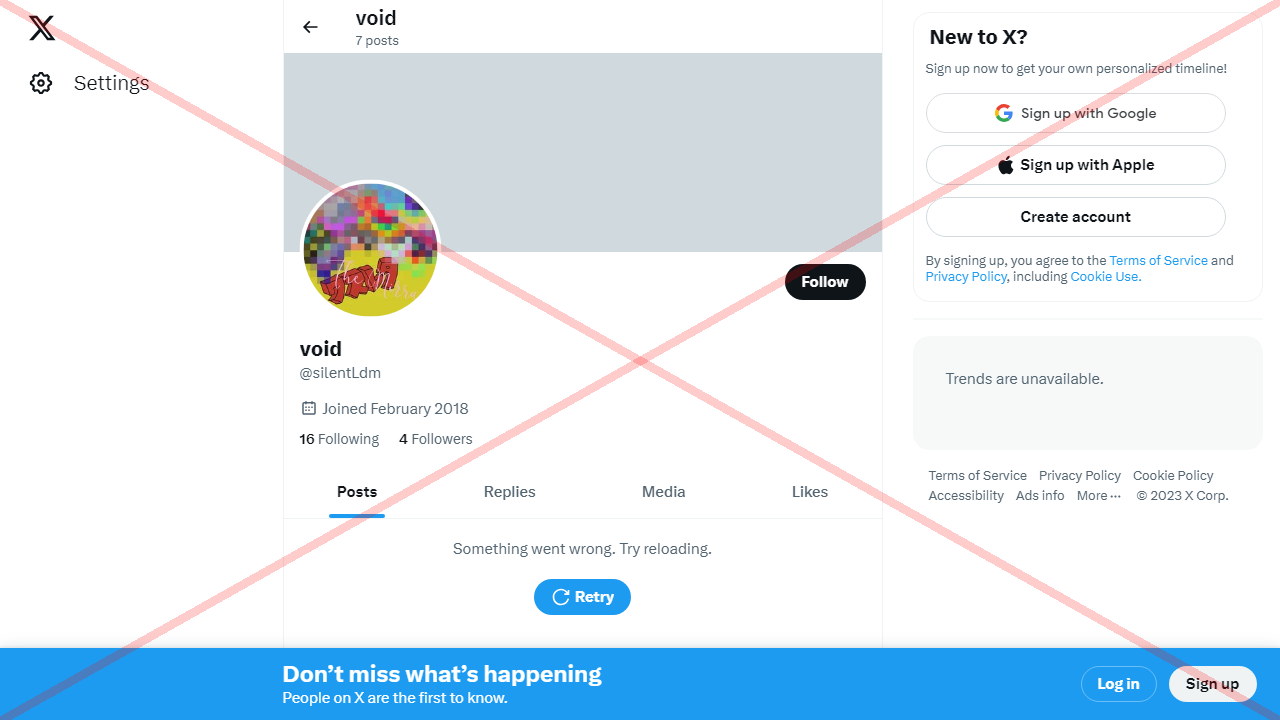 Settings
void
7 posts
Follow
void
@silentLdm
Joined February 2018
16 Following 4 Followers
Posts Replies Media Likes
Something went wrong. Try reloading.
Retry
New to X?
Sign up now to get your own personalized timeline!
Sign up with Google
Sign up with Apple
Create account
By signing up, you agree to the Terms of Service and
Privacy Policy, including Cookie Use.
Trends are unavailable.
Terms of Service Privacy Policy Cookie Policy
Accessibility Ads info More ··· © 2023 X Corp.
Don’t miss what’s happening
People on X are the first to know.
Log in Sign up